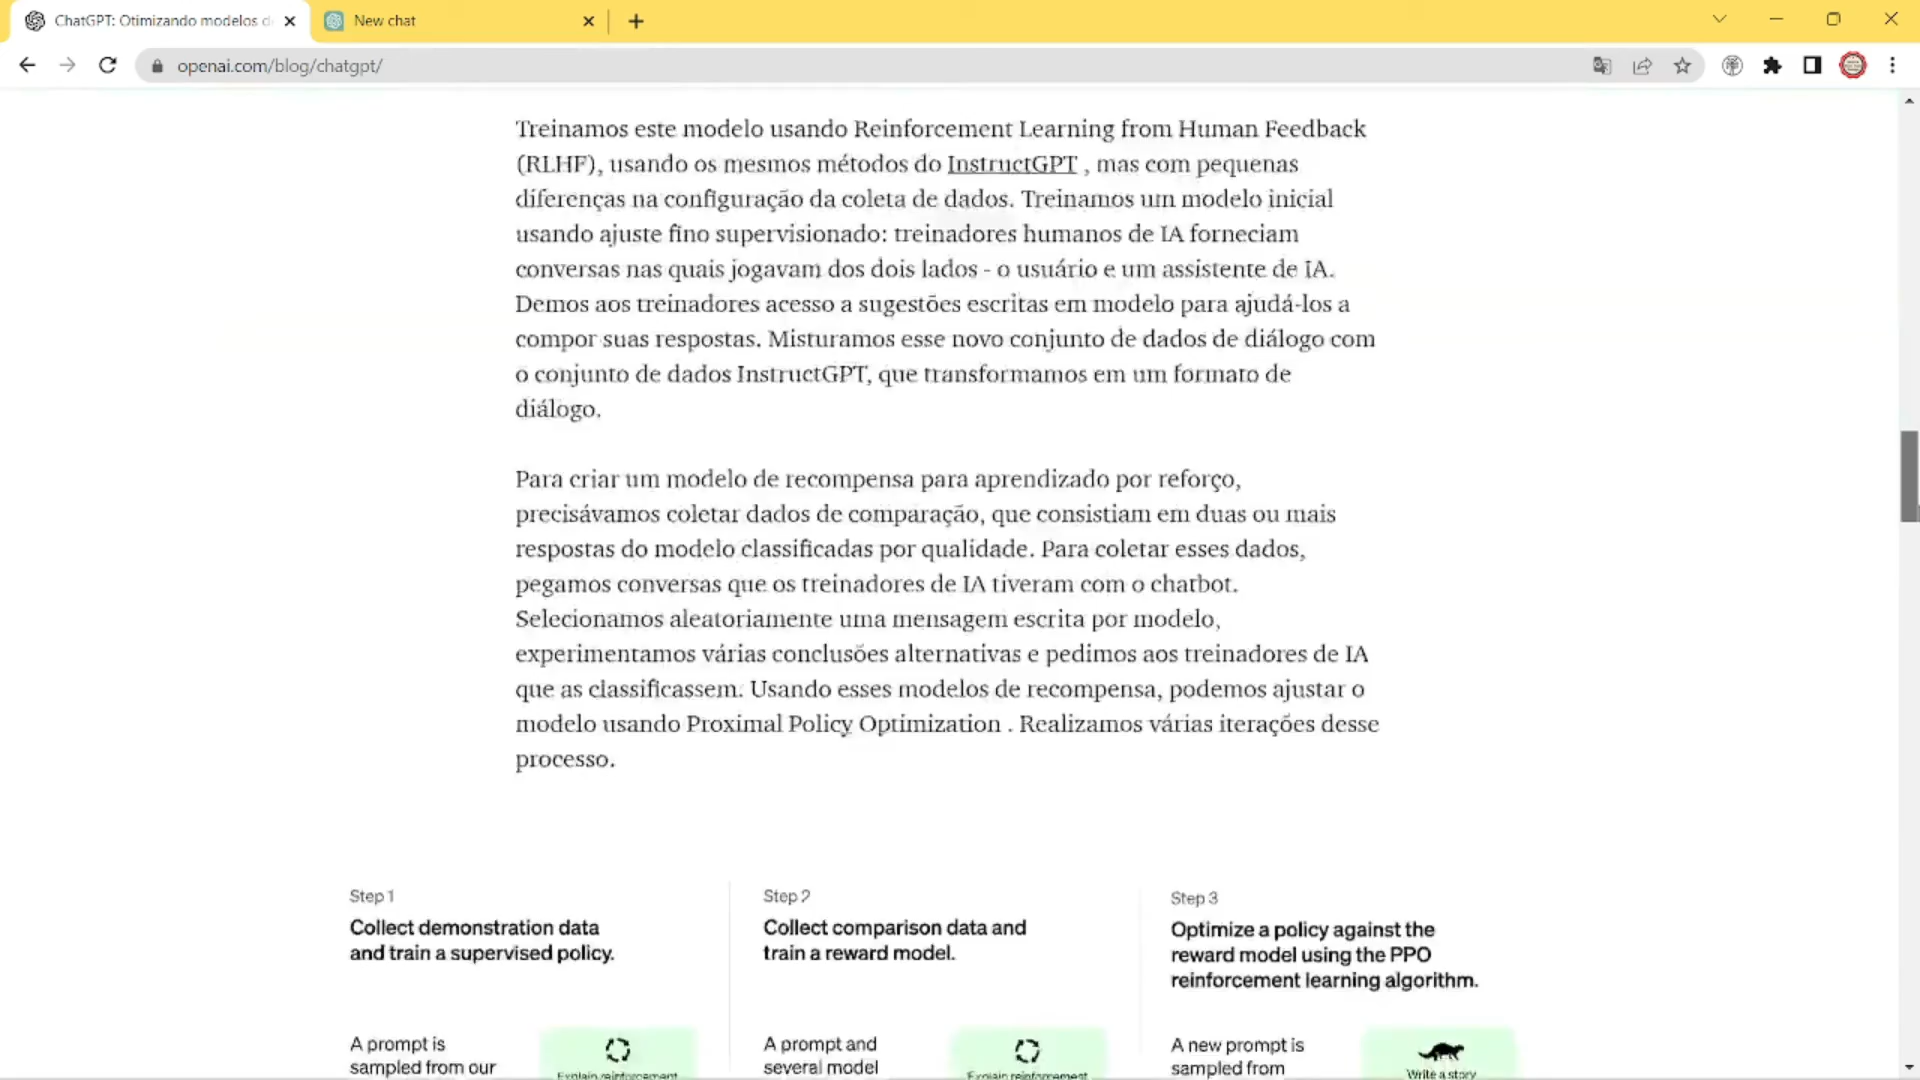 ChatGPT: Otimizando modelos d
New chat
openai.com/blog/chatgpt/
Treinamos este modelo usando Reinforcement Learning from Human Feedback
(RLHF), usando os mesmos métodos do InstructGPT , mas com pequenas
diferenças na configuração da coleta de dados. Treinamos um modelo inicial
usando ajuste fino supervisionado: treinadores humanos de IA forneciam
conversas nas quais jogavam dos dois lados - o usuário e um assistente de IA.
Demos aos treinadores acesso a sugestões escritas em modelo para ajudá-los a
compor suas respostas. Misturamos esse novo conjunto de dados de diálogo com
o conjunto de dados InstructGPT, que transformamos em um formato de
diálogo.
Para criar um modelo de recompensa para aprendizado por reforço,
precisávamos coletar dados de comparação, que consistiam em duas ou mais
respostas do modelo classificadas por qualidade. Para coletar esses dados,
pegamos conversas que os treinadores de IA tiveram com o chatbot.
Selecionamos aleatoriamente uma mensagem escrita por modelo,
experimentamos várias conclusões alternativas e pedimos aos treinadores de IA
que as classificassem. Usando esses modelos de recompensa, podemos ajustar o
modelo usando Proximal Policy Optimization . Realizamos várias iterações desse
processo.
Step 1
Collect demonstration data
and train a supervised policy.
A prompt is
sampled from our
Explain reinforcement
Step 2
Collect comparison data and
train a reward model.
A prompt and
several model
Explain reinforcement
Step 3
Optimize a policy against the
reward model using the PPO
reinforcement learning algorithm.
A new prompt is
sampled from
Write a story